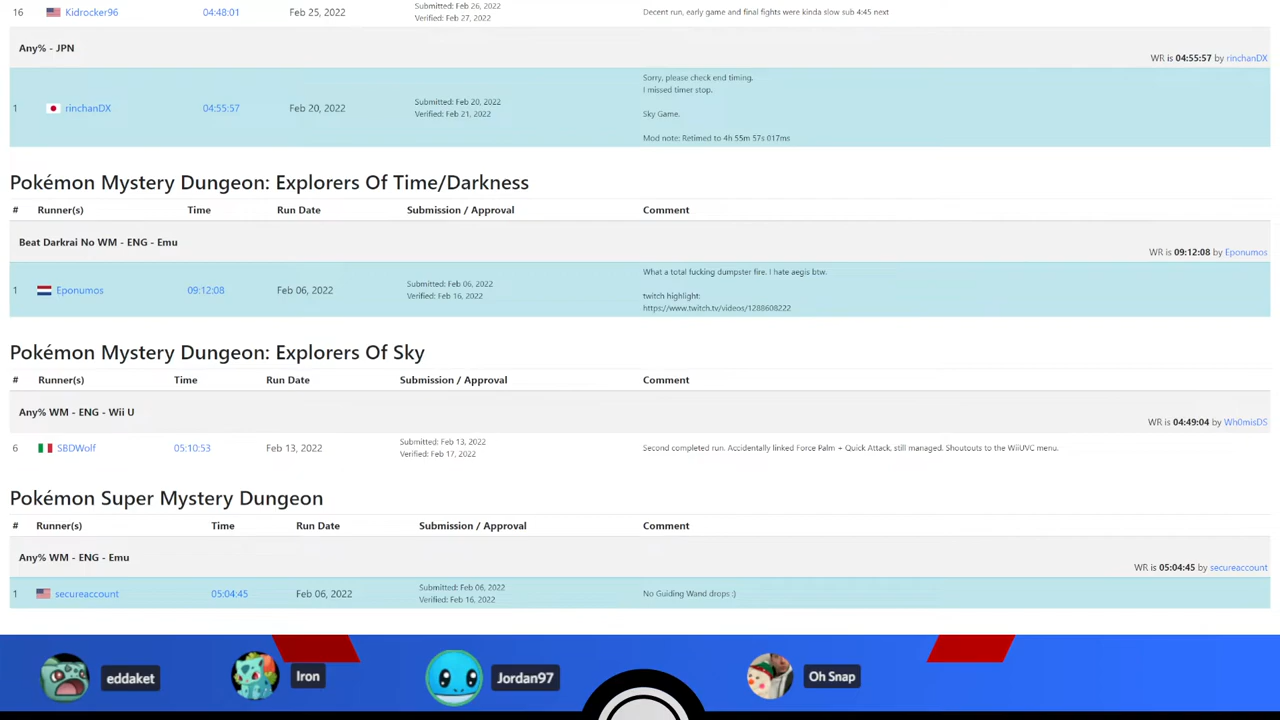 16 Kidrocker96 04:48:01 Feb 25, 2022 Submitted: Feb 26, 2022 Decent run, early game and final fights were kinda slow sub 4:45 next
Verified: Feb 27, 2022
Any% - JPN
WR is 04:55:57 by rinchanDX
Sorry, please check end timing.
I missed timer stop.
1 rinchanDX 04:55:57 Feb 20, 2022 Submitted: Feb 20, 2022
Verified: Feb 21, 2022 Sky Game.
Mod note: Retimed to 4h 55m 57s 017ms
Pokémon Mystery Dungeon: Explorers Of Time/Darkness
# Runner(s) Time Run Date Submission / Approval Comment
Beat Darkrai No WM - ENG - Emu
WR is 09:12:08 by Eponumos
What a total fucking dumpster fire. I hate aegis btw.
1 Eponumos 09:12:08 Feb 06, 2022 Submitted: Feb 06, 2022
Verified: Feb 16, 2022 twitch highlight:
https://www.twitch.tv/videos/1288608222
Pokémon Mystery Dungeon: Explorers Of Sky
# Runner(s) Time Run Date Submission / Approval Comment
Any% WM - ENG - Wii U
WR is 04:49:04 by Wh0misDS
6 SBDWolf 05:10:53 Feb 13, 2022 Submitted: Feb 13, 2022 Second completed run. Accidentally linked Force Palm + Quick Attack, still managed. Shoutouts to the WiiUVC menu.
Verified: Feb 17, 2022
Pokémon Super Mystery Dungeon
# Runner(s) Time Run Date Submission / Approval Comment
Any% WM - ENG - Emu
WR is 05:04:45 by secureaccount
1 secureaccount 05:04:45 Feb 06, 2022 Submitted: Feb 06, 2022 No Guiding Wand drops :)
Verified: Feb 16, 2022
eddaket Iron Jordan97 Oh Snap